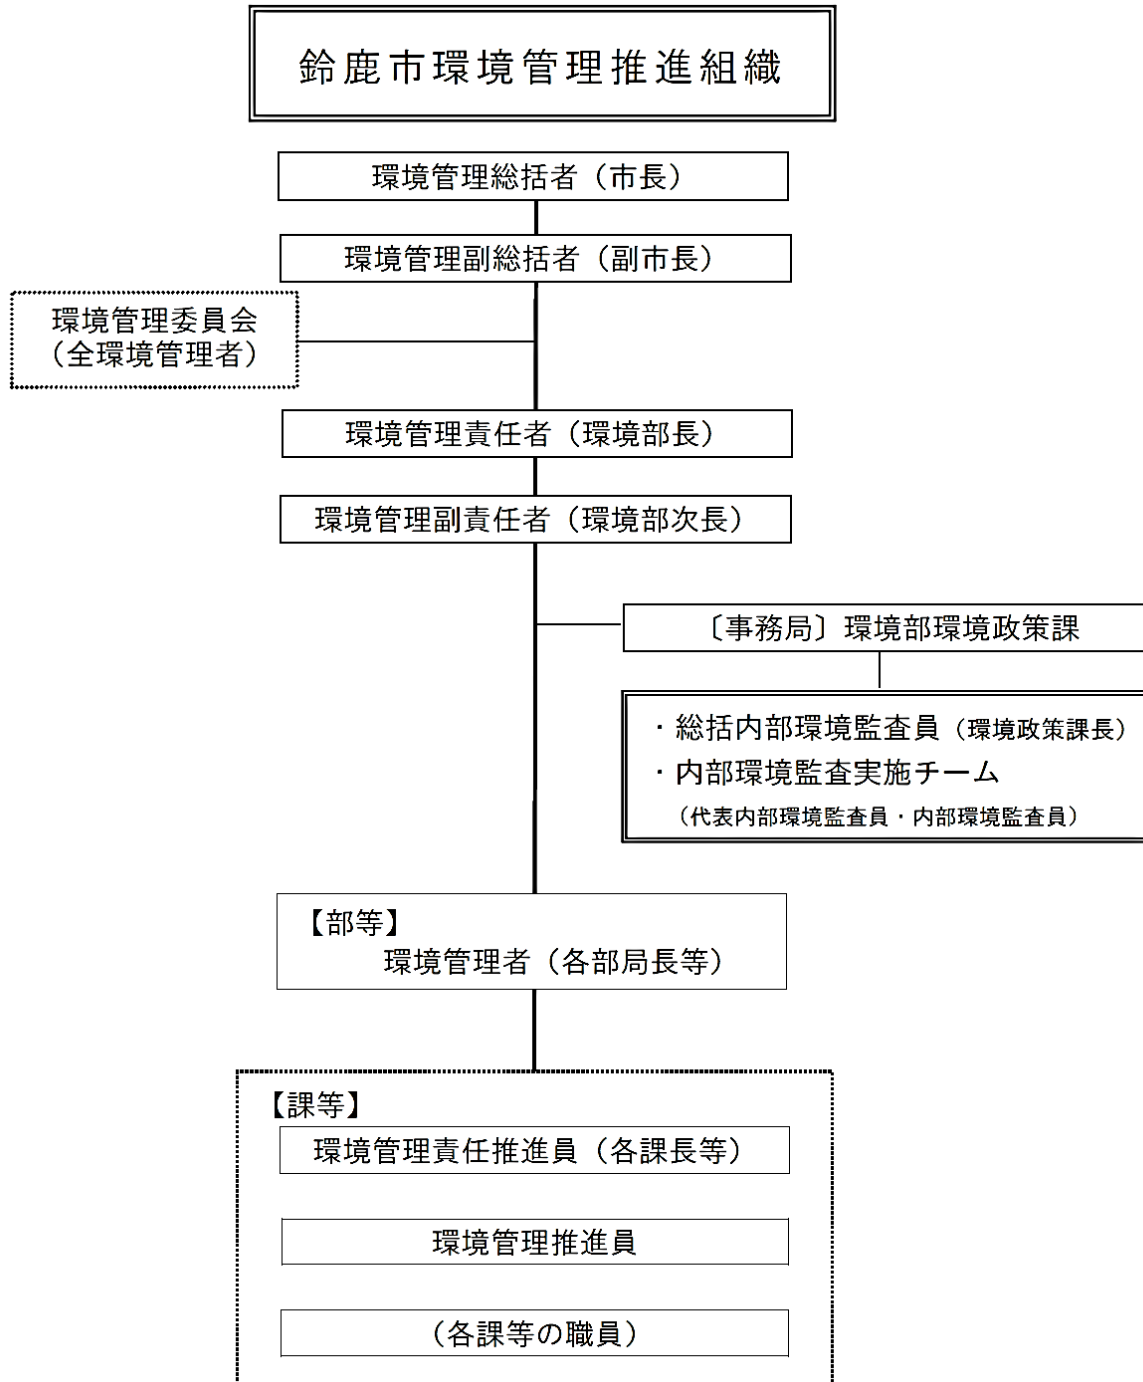 鈴鹿市環境管理推進組織
環境管理総括者（市長）
環境管理副総括者（副市長）
環境管理委員会
（全環境管理者）
環境管理責任者（環境部長）
環境管理副責任者（環境部次長）
〔事務局〕環境部環境政策課
・総括内部環境監査員（環境政策課長）
・内部環境監査実施チーム
（代表内部環境監査員・内部環境監査員）
【部等】
環境管理者（各部局長等）
【課等】
環境管理責任推進員（各課長等）
環境管理推進員
（各課等の職員）